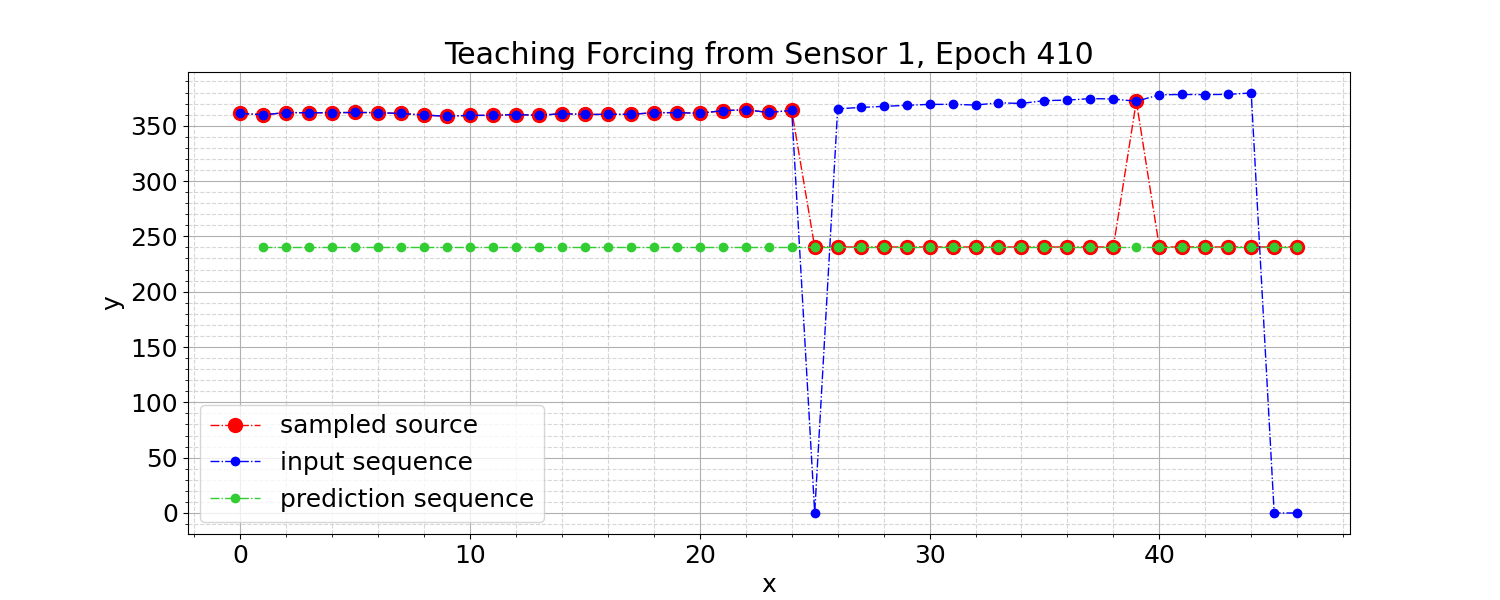 Teaching Forcing from Sensor 1, Epoch 410
y
350
300
250
200
150
100
50
0
sampled source
input sequence
prediction sequence
0 10 20 30 40
x